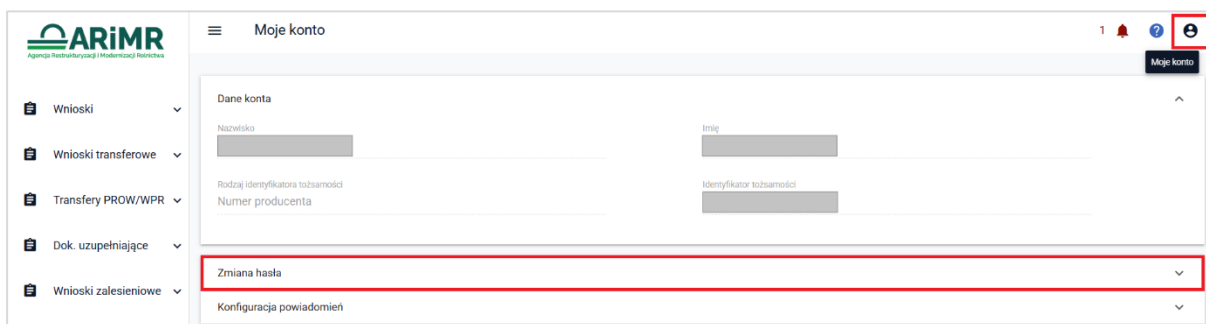 ARiMR
Agencja Restrukturyzacji i Modernizacji Rolnictwa
Moje konto
1
?
Moje konto
Wnioski
Wnioski transferowe
Transfery PROW/WPR
Dok. uzupełniające
Wnioski zalesieniowe
Dane konta
Nazwisko
Imię
Rodzaj identyfikatora tożsamości
Numer producenta
Identyfikator tożsamości
Zmiana hasła
Konfiguracja powiadomień